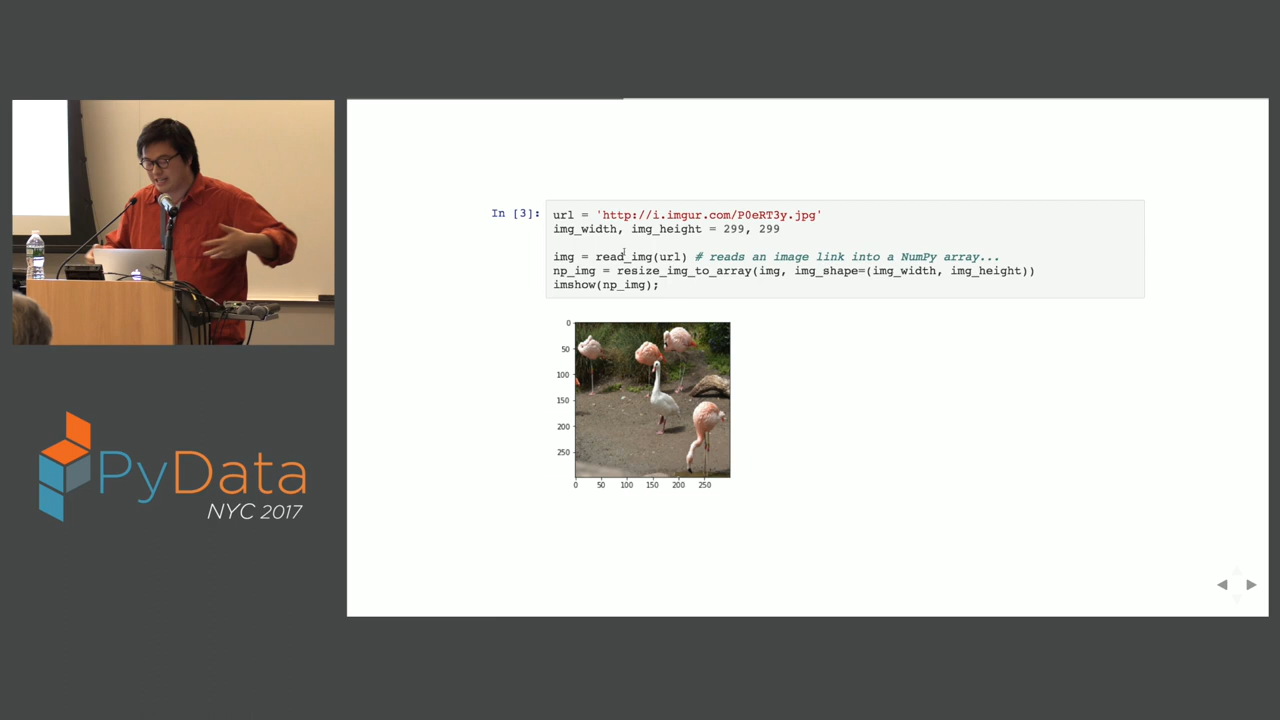 In [3]:
url = 'http://i.imgur.com/P0eRT3y.jpg'
img_width, img_height = 299, 299
img = read_img(url) # reads an image link into a NumPy array...
np_img = resize_img_to_array(img, img_shape=(img_width, img_height))
imshow(np_img);
0
50
100
150
200
250
0 50 100 150 200 250
PyData
NYC 2017